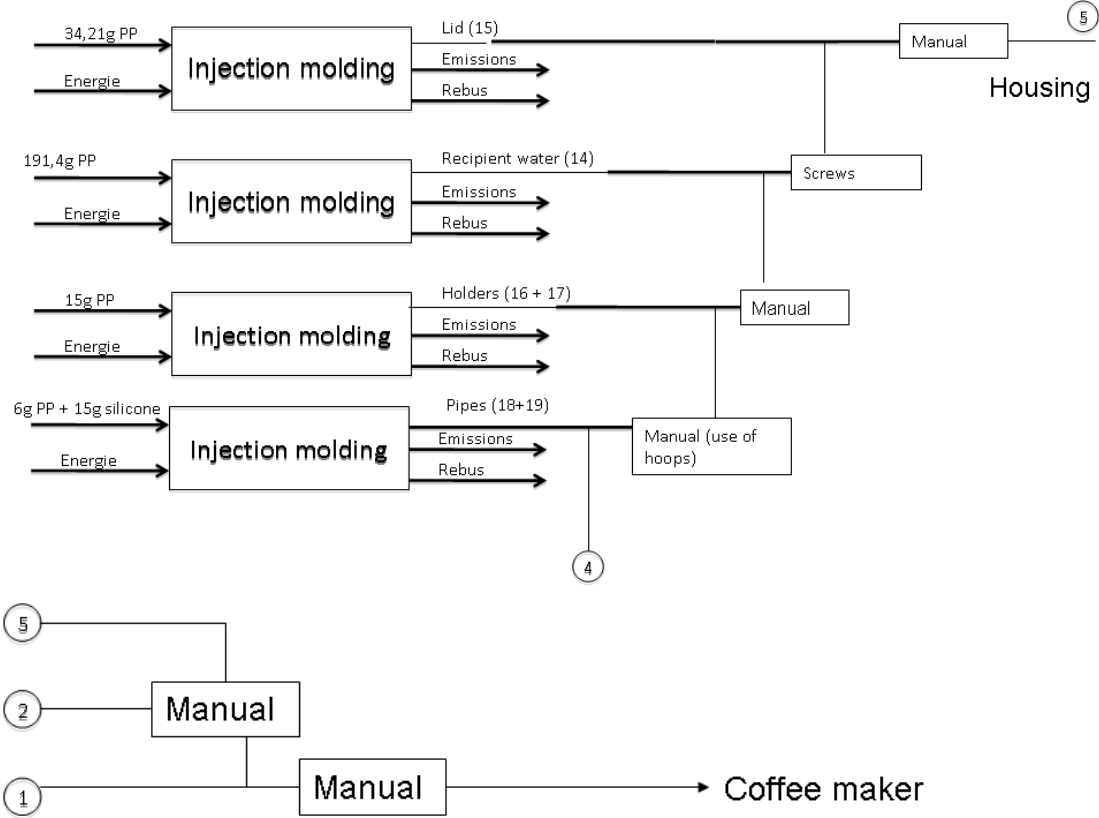 34,21g PP
Energie
Injection molding
Lid (15)
Emissions
Rebus
Manual
5
Housing
191,4g PP
Energie
Injection molding
Recipient water (14)
Emissions
Rebus
Screws
15g PP
Energie
Injection molding
Holders (16 + 17)
Emissions
Rebus
Manual
6g PP + 15g silicone
Energie
Injection molding
Pipes (18+19)
Emissions
Rebus
Manual (use of
hoops)
4
5
2
Manual
1
Manual
Coffee maker